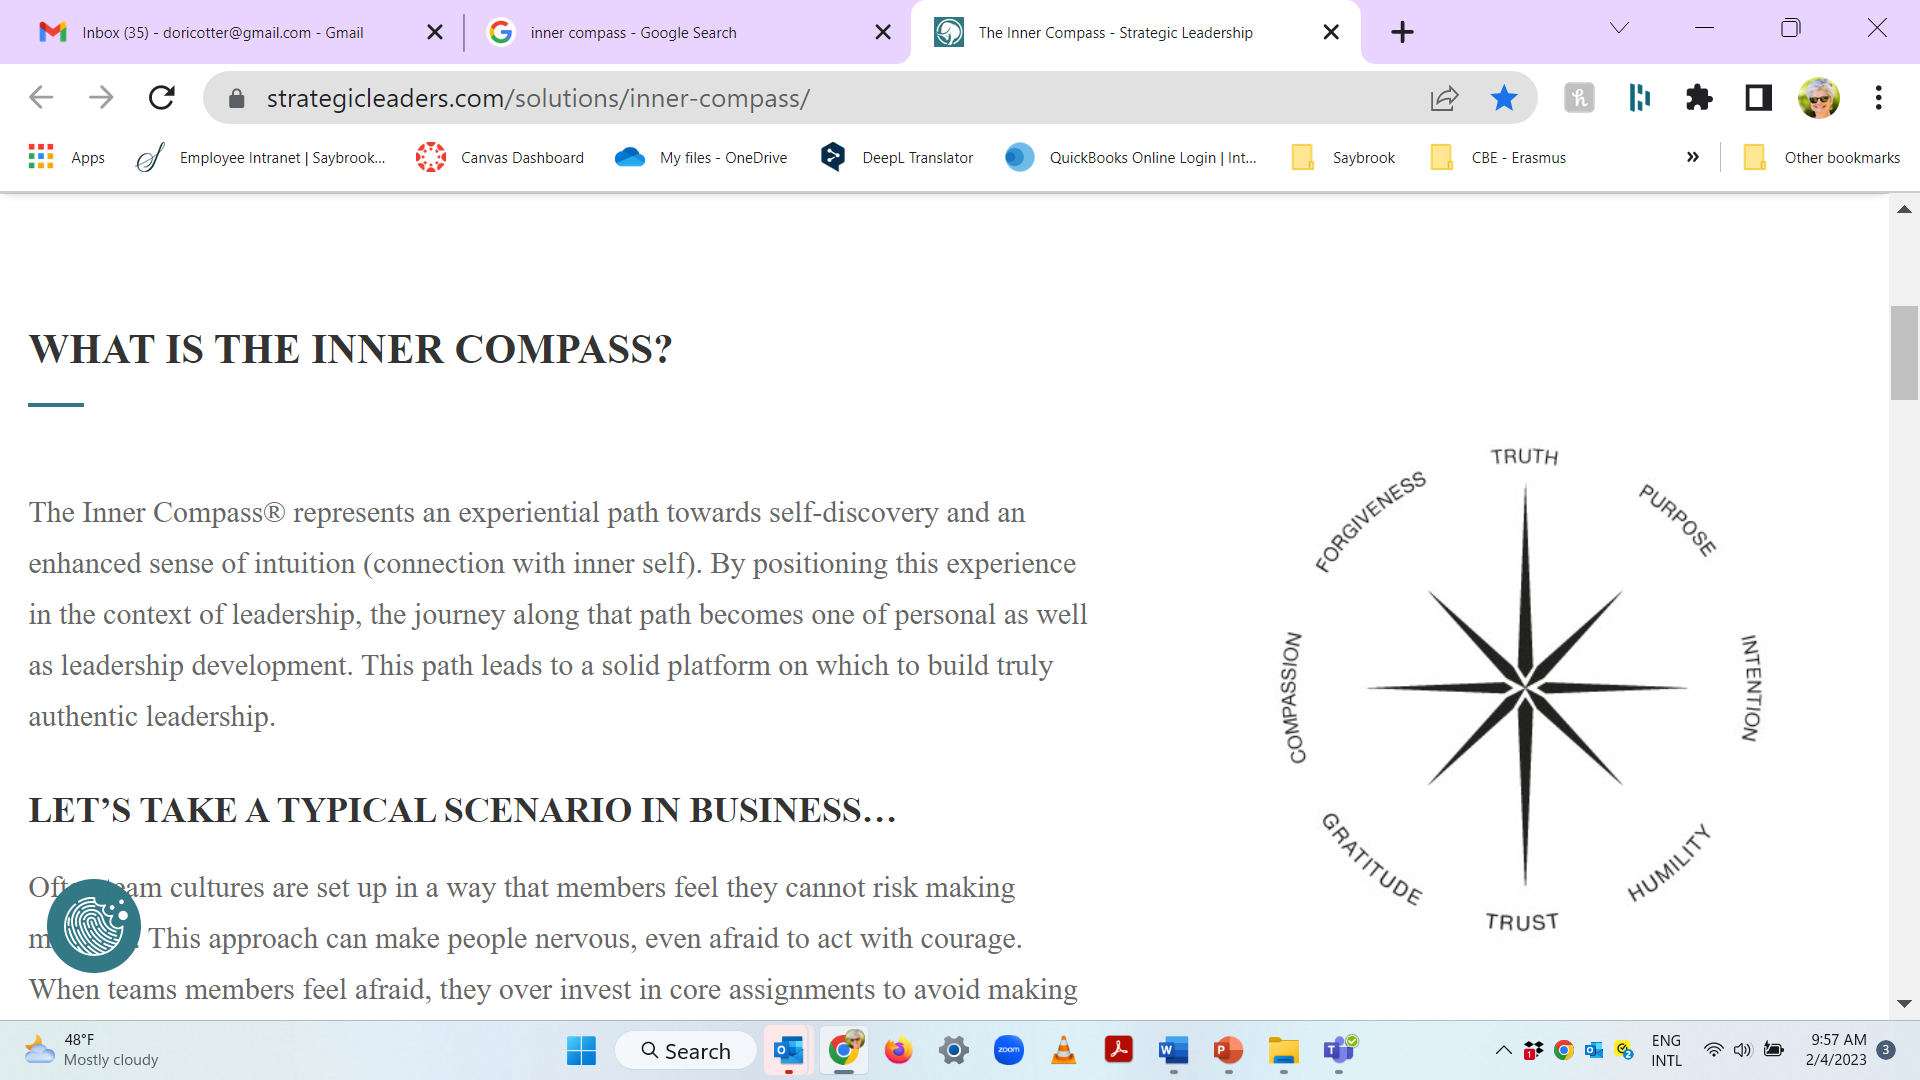 Inbox (35) - doricotter@gmail.com - Gmail
inner compass - Google Search
The Inner Compass - Strategic Leadership
strategicleaders.com/solutions/inner-compass/
Apps
Employee Intranet | Saybrook...
Canvas Dashboard
My files - OneDrive
DeepL Translator
QuickBooks Online Login | Int...
Saybrook
CBE - Erasmus
»
Other bookmarks
WHAT IS THE INNER COMPASS?
The Inner Compass® represents an experiential path towards self-discovery and an
enhanced sense of intuition (connection with inner self). By positioning this experience
in the context of leadership, the journey along that path becomes one of personal as well
as leadership development. This path leads to a solid platform on which to build truly
authentic leadership.
LET’S TAKE A TYPICAL SCENARIO IN BUSINESS…
cultures are set up in a way that members feel they cannot risk making
This approach can make people nervous, even afraid to act with courage.
When teams members feel afraid, they over invest in core assignments to avoid making
TRUTH
PURPOSE
INTENTION
HUMILITY
TRUST
GRATITUDE
COMPASSION
FORGIVENESS
48°F
Mostly cloudy
Search
zoom
ENG
INTL
9:57 AM
2/4/2023
3